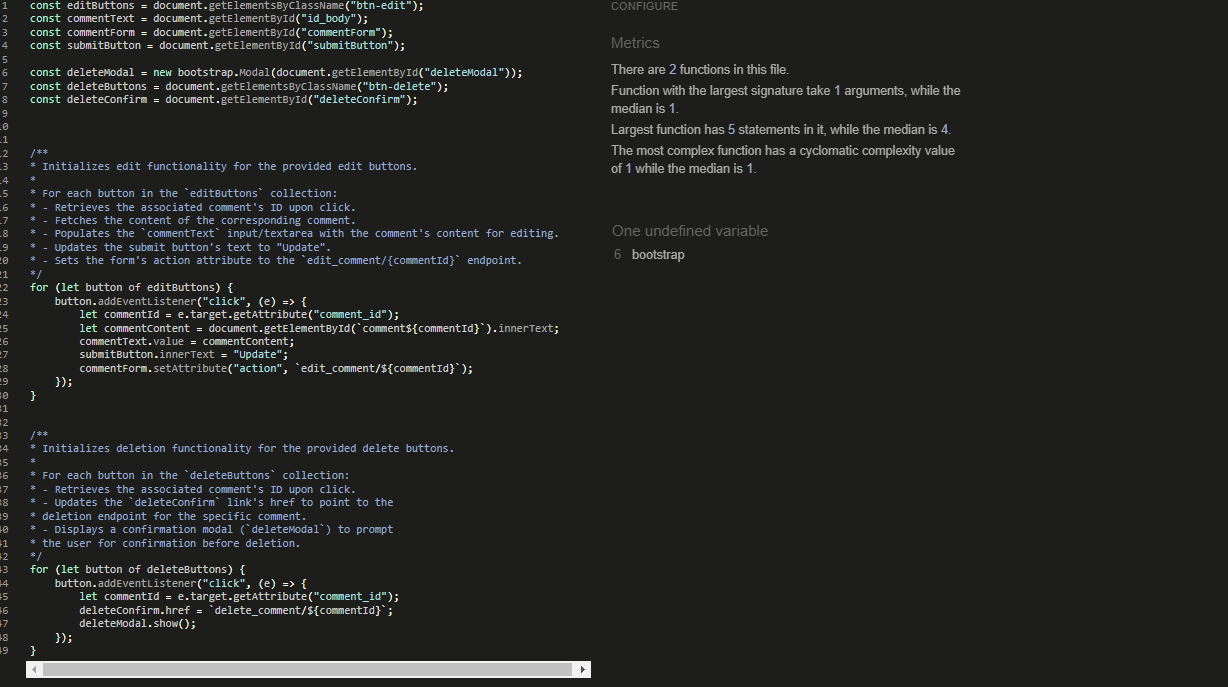 1 const editButtons = document.getElementsByClassName("btn-edit");
2 const commentText = document.getElementById("id_body");
3 const commentForm = document.getElementById("commentForm");
4 const submitButton = document.getElementById("submitButton");
5
6 const deleteModal = new bootstrap.Modal(document.getElementById("deleteModal"));
7 const deleteButtons = document.getElementsByClassName("btn-delete");
8 const deleteConfirm = document.getElementById("deleteConfirm");
9
0
1
2 /**
3 * Initializes edit functionality for the provided edit buttons.
4 *
5 * For each button in the `editButtons` collection:
6 * - Retrieves the associated comment's ID upon click.
7 * - Fetches the content of the corresponding comment.
8 * - Populates the `commentText` input/textarea with the comment's content for editing.
9 * - Updates the submit button's text to "Update".
20 * - Sets the form's action attribute to the `edit_comment/{commentId}` endpoint.
21 */
22 for (let button of editButtons) {
23 button.addEventListener("click", (e) => {
24 let commentId = e.target.getAttribute("comment_id");
25 let commentContent = document.getElementById(`comment${commentId}`).innerText;
26 commentText.value = commentContent;
27 submitButton.innerText = "Update";
28 commentForm.setAttribute("action", `edit_comment/${commentId}`);
29 });
30 }
31
32
33 /**
34 * Initializes deletion functionality for the provided delete buttons.
35 *
36 * For each button in the `deleteButtons` collection:
37 * - Retrieves the associated comment's ID upon click.
38 * - Updates the `deleteConfirm` link's href to point to the
39 * deletion endpoint for the specific comment.
40 * - Displays a confirmation modal (`deleteModal`) to prompt
41 * the user for confirmation before deletion.
42 */
43 for (let button of deleteButtons) {
44 button.addEventListener("click", (e) => {
45 let commentId = e.target.getAttribute("comment_id");
46 deleteConfirm.href = `delete_comment/${commentId}`;
47 deleteModal.show();
48 });
49 }
CONFIGURE
Metrics
There are 2 functions in this file.
Function with the largest signature take 1 arguments, while the
median is 1.
Largest function has 5 statements in it, while the median is 4.
The most complex function has a cyclomatic complexity value
of 1 while the median is 1.
One undefined variable
6 bootstrap